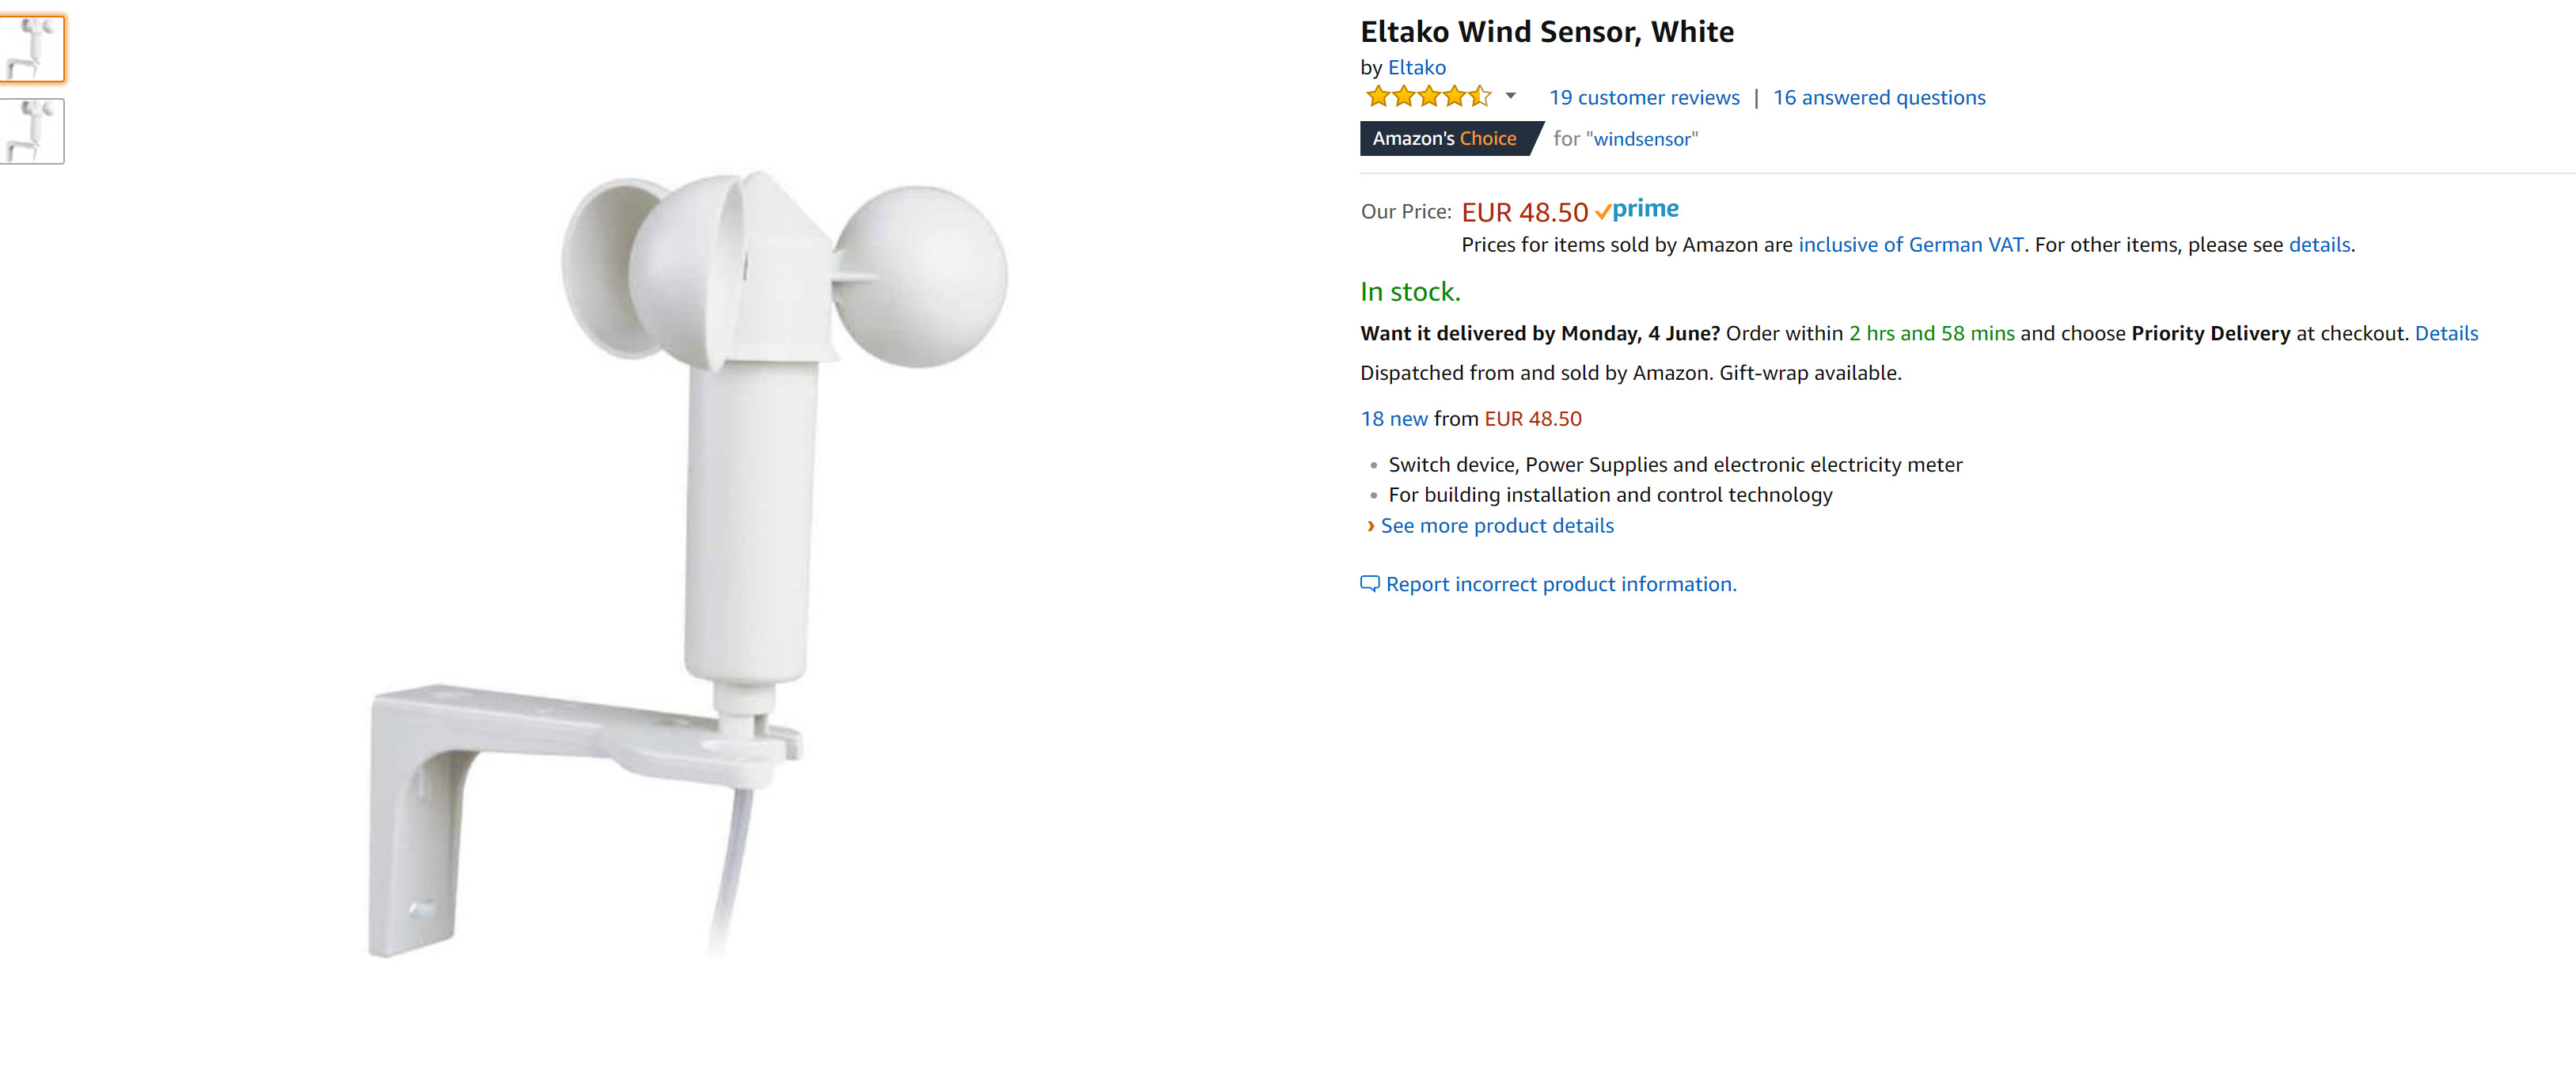 Eltako Wind Sensor, White
by Eltako
19 customer reviews | 16 answered questions
Amazon's Choice for "windsensor"
Our Price: EUR 48.50 prime
Prices for items sold by Amazon are inclusive of German VAT. For other items, please see details.
In stock.
Want it delivered by Monday, 4 June? Order within 2 hrs and 58 mins and choose Priority Delivery at checkout. Details
Dispatched from and sold by Amazon. Gift-wrap available.
18 new from EUR 48.50
Switch device, Power Supplies and electronic electricity meter
For building installation and control technology
› See more product details
Report incorrect product information.